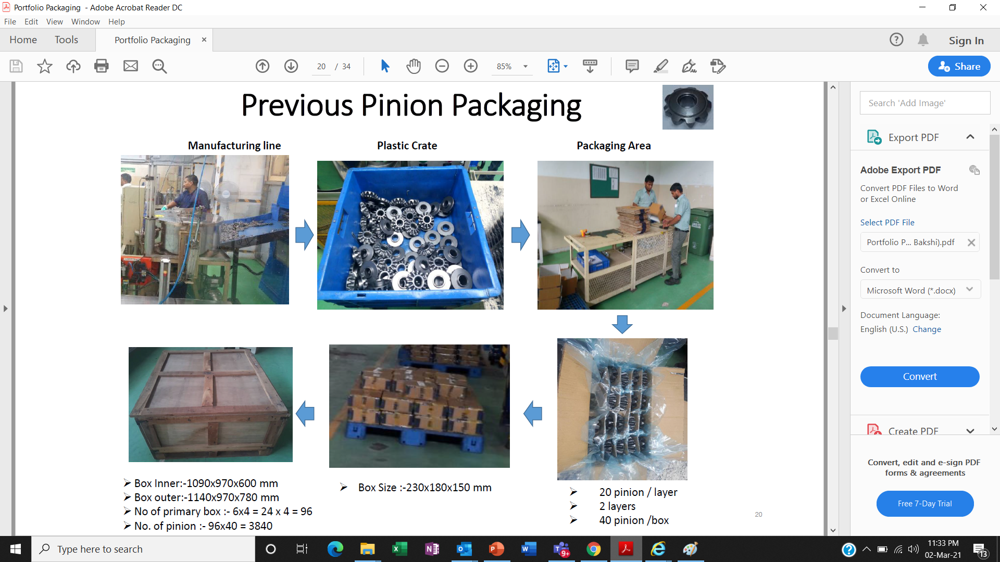 Portfolio Packaging - Adobe Acrobat Reader DC
File Edit View Window Help
Home Tools Portfolio Packaging × Sign In
20 / 34 85% Share
Previous Pinion Packaging
Manufacturing line Plastic Crate Packaging Area
Box Inner:-1090x970x600 mm
Box outer:-1140x970x780 mm
No of primary box :- 6x4 = 24 x 4 = 96
No. of pinion :- 96x40 = 3840
Box Size :-230x180x150 mm
20 pinion / layer
2 layers
40 pinion /box
20
Search 'Add Image'
Export PDF
Adobe Export PDF
Convert PDF Files to Word
or Excel Online
Select PDF File
Portfolio P... Bakshi).pdf
Convert to
Microsoft Word (*.docx)
Document Language:
English (U.S.) Change
Convert
Create PDF
Convert, edit and e-sign PDF
forms & agreements
Free 7-Day Trial
Type here to search
9+
11:33 PM
02-Mar-21
13